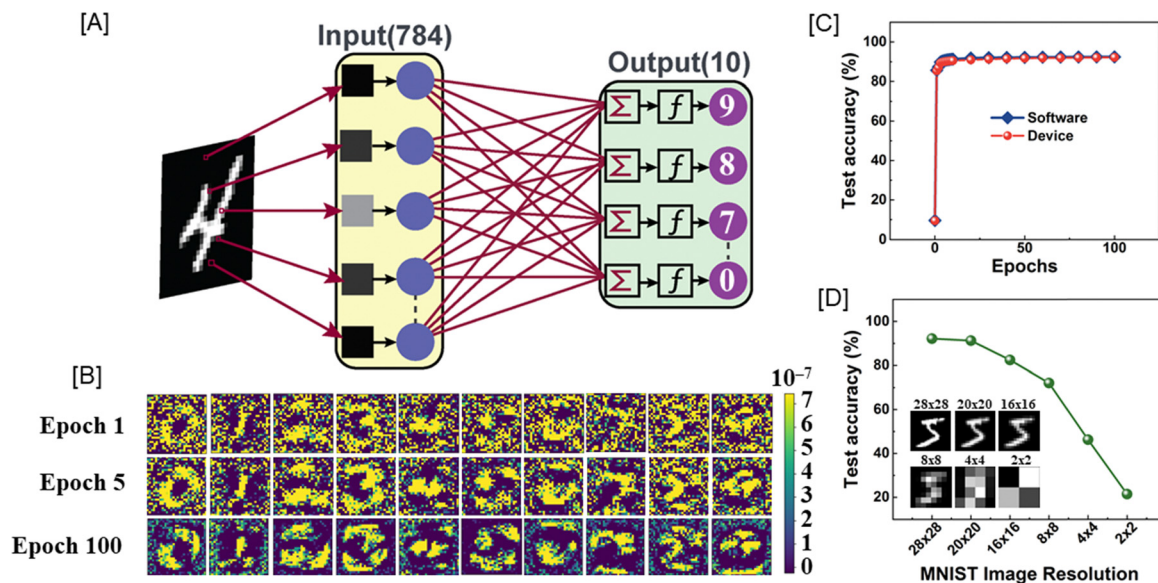 [A]
Input(784)
Output(10)
Σ f 9
Σ f 8
Σ f 7
Σ f 0
[B]
10⁻⁷
Epoch 1
Epoch 5
Epoch 100
7
6
5
4
3
2
1
0
[C]
Test accuracy (%)
100
80
60
40
20
0
Software
Device
0 50 100
Epochs
[D]
Test accuracy (%)
100
80
60
40
20
28x28 20x20 16x16
8x8 4x4 2x2
28x28 20x20 16x16 8x8 4x4 2x2
MNIST Image Resolution